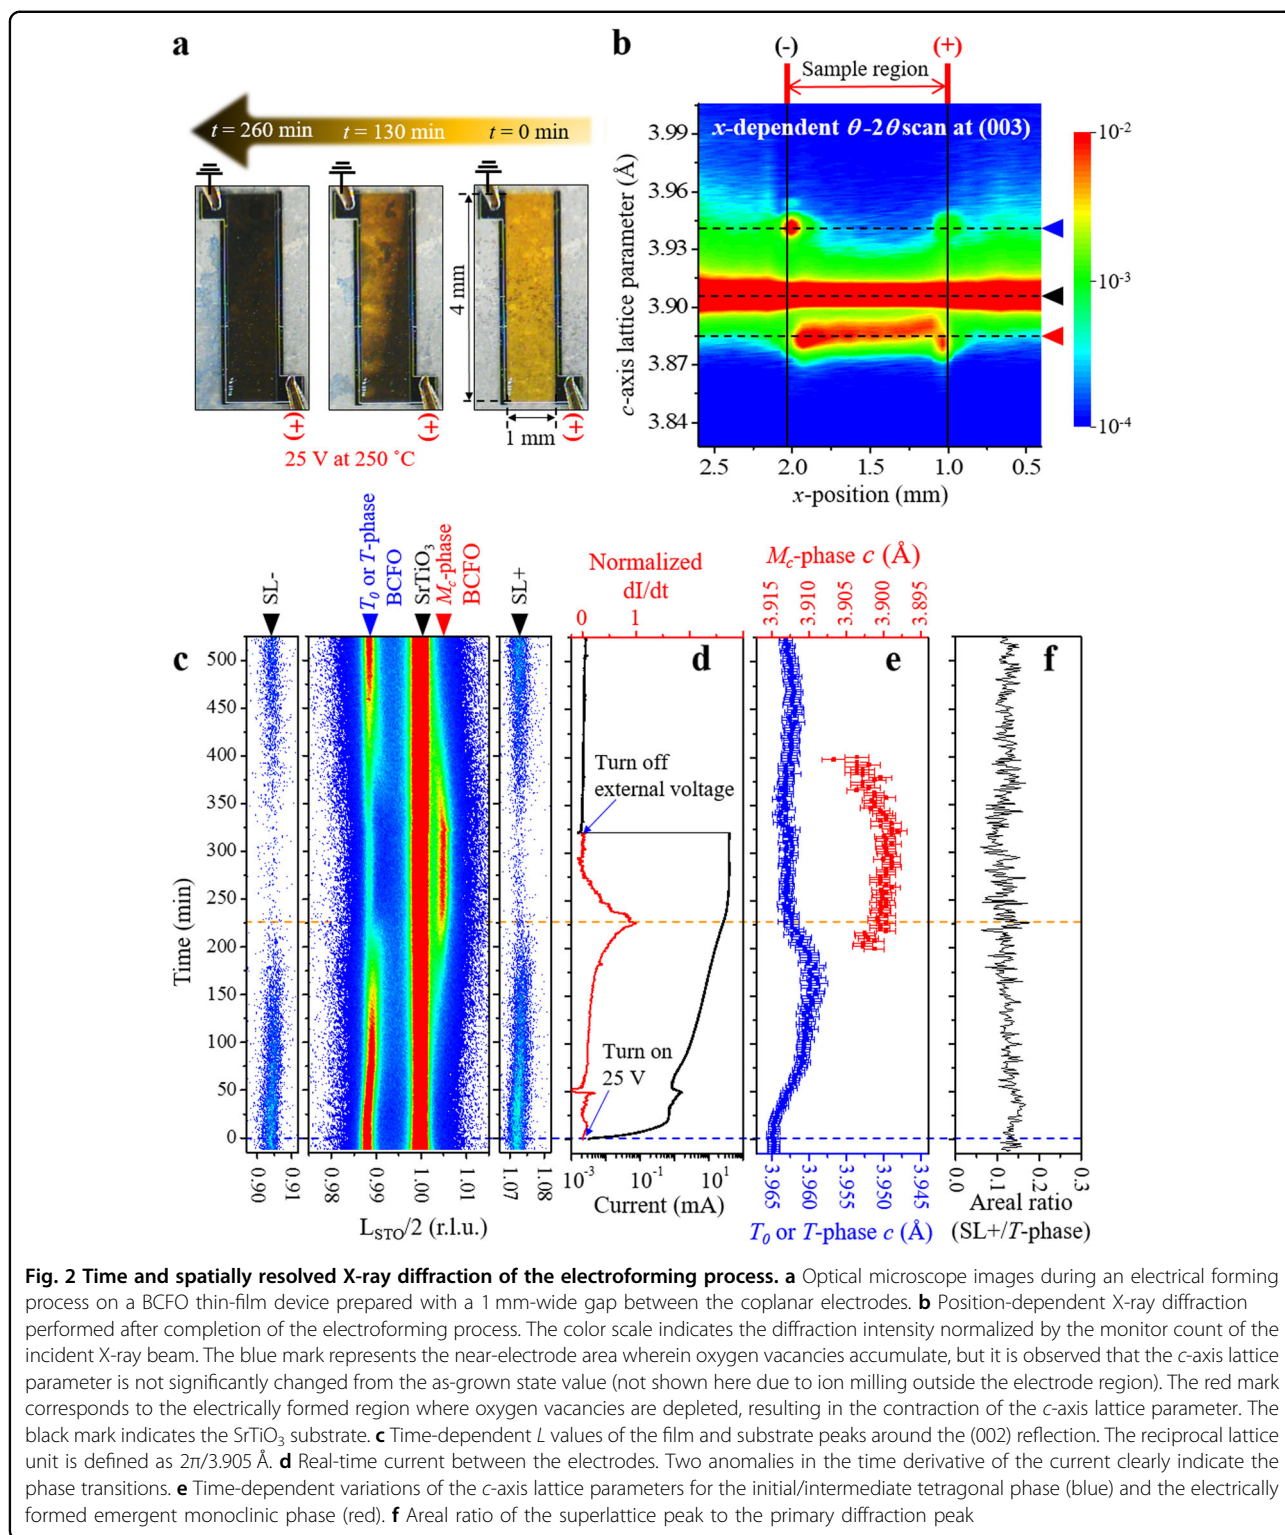 a
t = 260 min
t = 130 min
t = 0 min
4 mm
1 mm
(+)
(+)
(+)
25 V at 250 ˚C
b
(-)
(+)
Sample region
x-dependent θ-2θ scan at (003)
c-axis lattice parameter (Å)
3.99
3.96
3.93
3.90
3.87
3.84
2.5
2.0
1.5
1.0
0.5
x-position (mm)
10-2
10-3
10-4
c
SL-
T0 or T-phase
BCFO
SrTiO3
Mc-phase
BCFO
SL+
Time (min)
500
450
400
350
300
250
200
150
100
50
0
0.90
0.91
0.99
1.00
1.01
1.07
1.08
LSTO/2 (r.l.u.)
d
Normalized
dI/dt
0
1
Turn off
external voltage
Turn on
25 V
10-3
10-1
101
Current (mA)
e
Mc-phase c (Å)
3.915
3.910
3.905
3.900
3.895
3.965
3.960
3.955
3.950
3.945
T0 or T-phase c (Å)
f
0.0
0.1
0.2
0.3
Areal ratio
(SL+/T-phase)
Fig. 2 Time and spatially resolved X-ray diffraction of the electroforming process. a Optical microscope images during an electrical forming
process on a BCFO thin-film device prepared with a 1 mm-wide gap between the coplanar electrodes. b Position-dependent X-ray diffraction
performed after completion of the electroforming process. The color scale indicates the diffraction intensity normalized by the monitor count of the
incident X-ray beam. The blue mark represents the near-electrode area wherein oxygen vacancies accumulate, but it is observed that the c-axis lattice
parameter is not significantly changed from the as-grown state value (not shown here due to ion milling outside the electrode region). The red mark
corresponds to the electrically formed region where oxygen vacancies are depleted, resulting in the contraction of the c-axis lattice parameter. The
black mark indicates the SrTiO3 substrate. c Time-dependent L values of the film and substrate peaks around the (002) reflection. The reciprocal lattice
unit is defined as 2π/3.905 Å. d Real-time current between the electrodes. Two anomalies in the time derivative of the current clearly indicate the
phase transitions. e Time-dependent variations of the c-axis lattice parameters for the initial/intermediate tetragonal phase (blue) and the electrically
formed emergent monoclinic phase (red). f Areal ratio of the superlattice peak to the primary diffraction peak